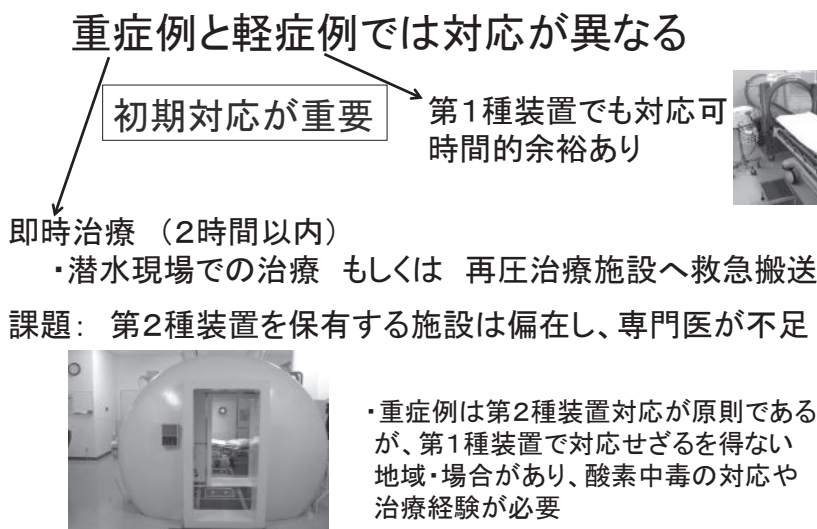 重症例と軽症例では対応が異なる
初期対応が重要
第１種装置でも対応可
時間的余裕あり
即時治療　（２時間以内）
・潜水現場での治療　もしくは　再圧治療施設へ救急搬送
課題：　第２種装置を保有する施設は偏在し、専門医が不足
・重症例は第２種装置対応が原則である
が、第１種装置で対応せざるを得ない
地域・場合があり、酸素中毒の対応や
治療経験が必要